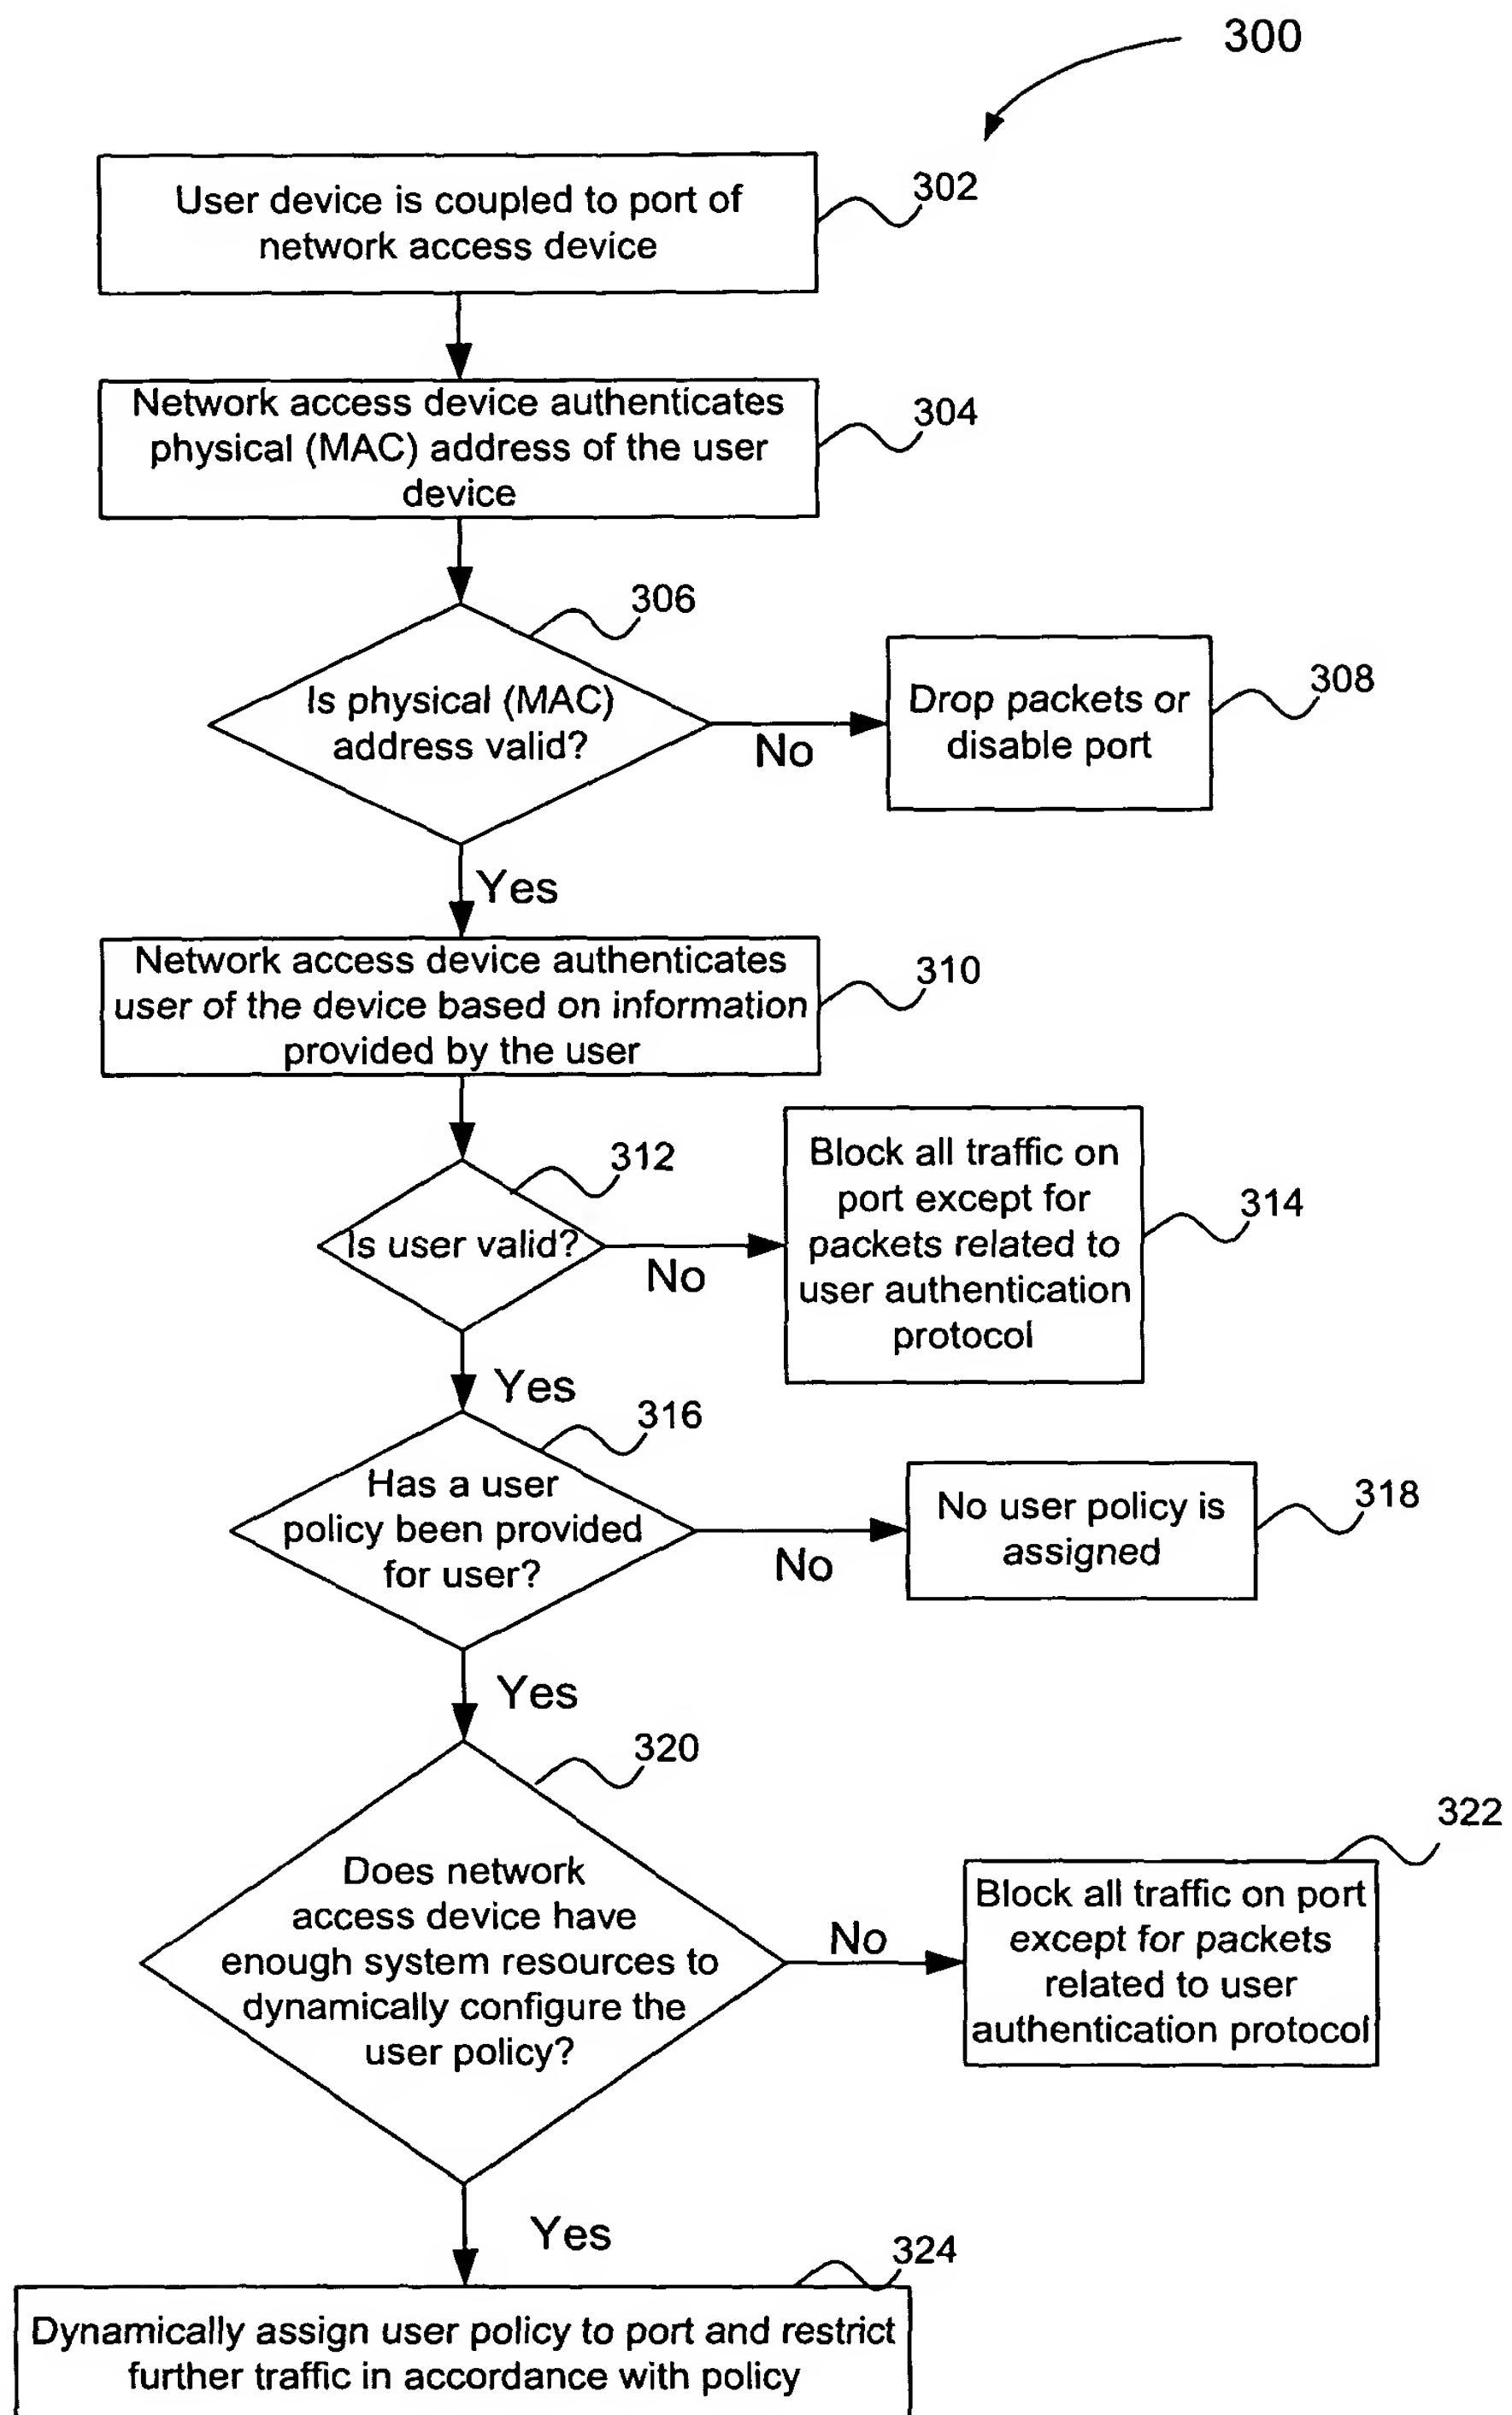 300
User device is coupled to port of
network access device
302
Network access device authenticates
physical (MAC) address of the user
device
304
306
Is physical (MAC)
address valid?
No
Drop packets or
disable port
308
Yes
Network access device authenticates
user of the device based on information
provided by the user
310
312
Is user valid?
No
Block all traffic on
port except for
packets related to
user authentication
protocol
314
Yes
316
Has a user
policy been provided
for user?
No
No user policy is
assigned
318
Yes
320
Does network
access device have
enough system resources to
dynamically configure the
user policy?
No
322
Block all traffic on port
except for packets
related to user
authentication protocol
Yes
324
Dynamically assign user policy to port and restrict
further traffic in accordance with policy